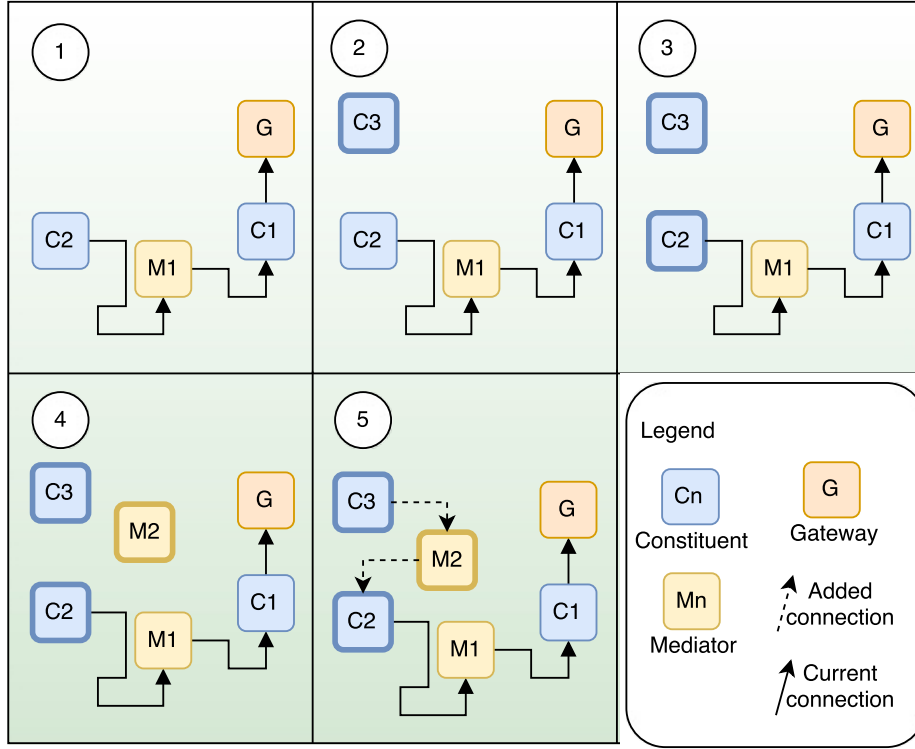 1
G
C2
C1
M1
2
C3
G
C2
C1
M1
3
C3
G
C2
C1
M1
4
C3
G
M2
C2
C1
M1
5
C3
G
M2
C2
C1
M1
Legend
Cn
Constituent
G
Gateway
Mn
Mediator
Added
connection
Current
connection